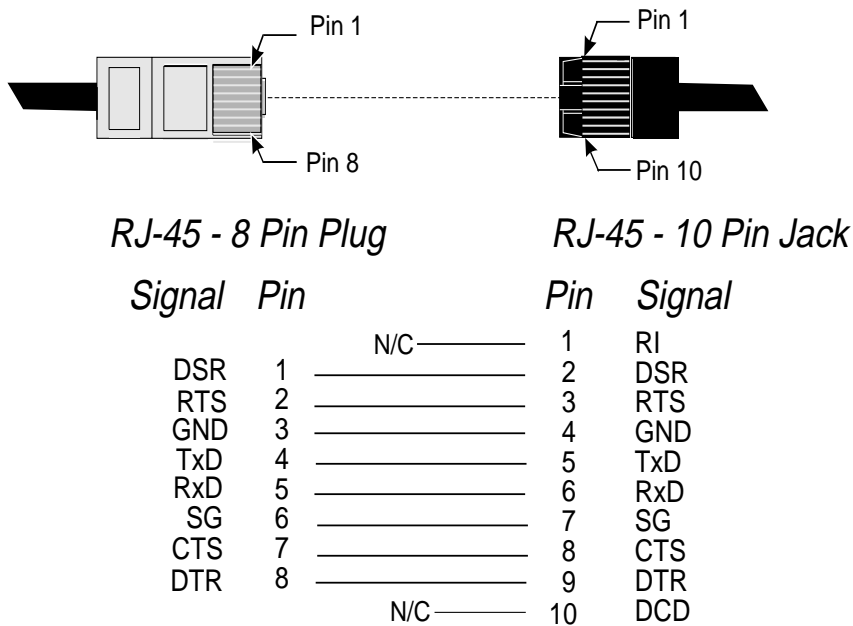 Pin 1 Pin 1
Pin 8 Pin 10
RJ-45 - 8 Pin Plug RJ-45 - 10 Pin Jack
Signal Pin Pin Signal
N/C 1 RI
DSR 1 2 DSR
RTS 2 3 RTS
GND 3 4 GND
TxD 4 5 TxD
RxD 5 6 RxD
SG 6 7 SG
CTS 7 8 CTS
DTR 8 9 DTR
N/C 10 DCD